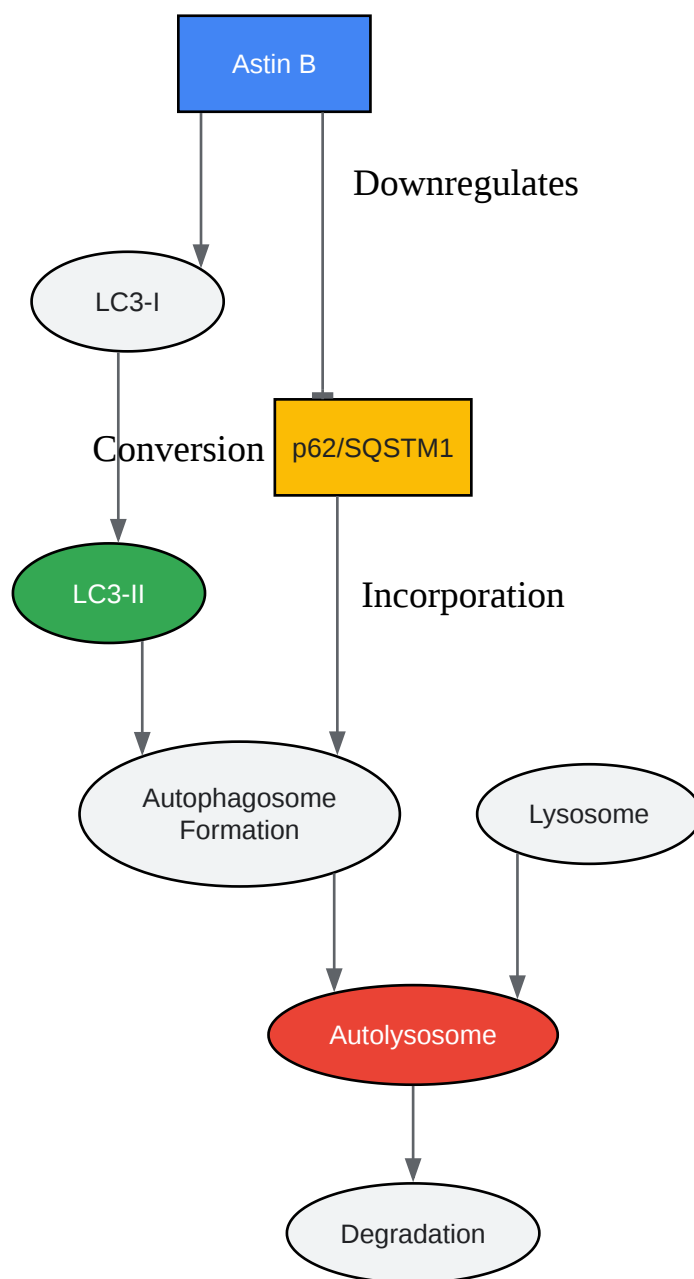 Astin B
Downregulates
LC3-I
Conversion
p62/SQSTM1
LC3-II
Incorporation
Autophagosome
Formation
Lysosome
Autolysosome
Degradation